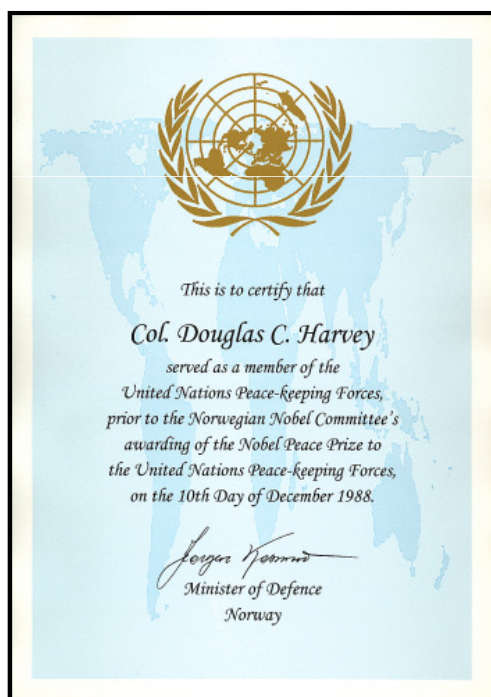 This is to certify that
Col. Douglas C. Harvey
served as a member of the
United Nations Peace-keeping Forces,
prior to the Norwegian Nobel Committee's
awarding of the Nobel Peace Prize to
the United Nations Peace-keeping Forces,
on the 10th Day of December 1988.
Jorgen Kosmo
Minister of Defence
Norway